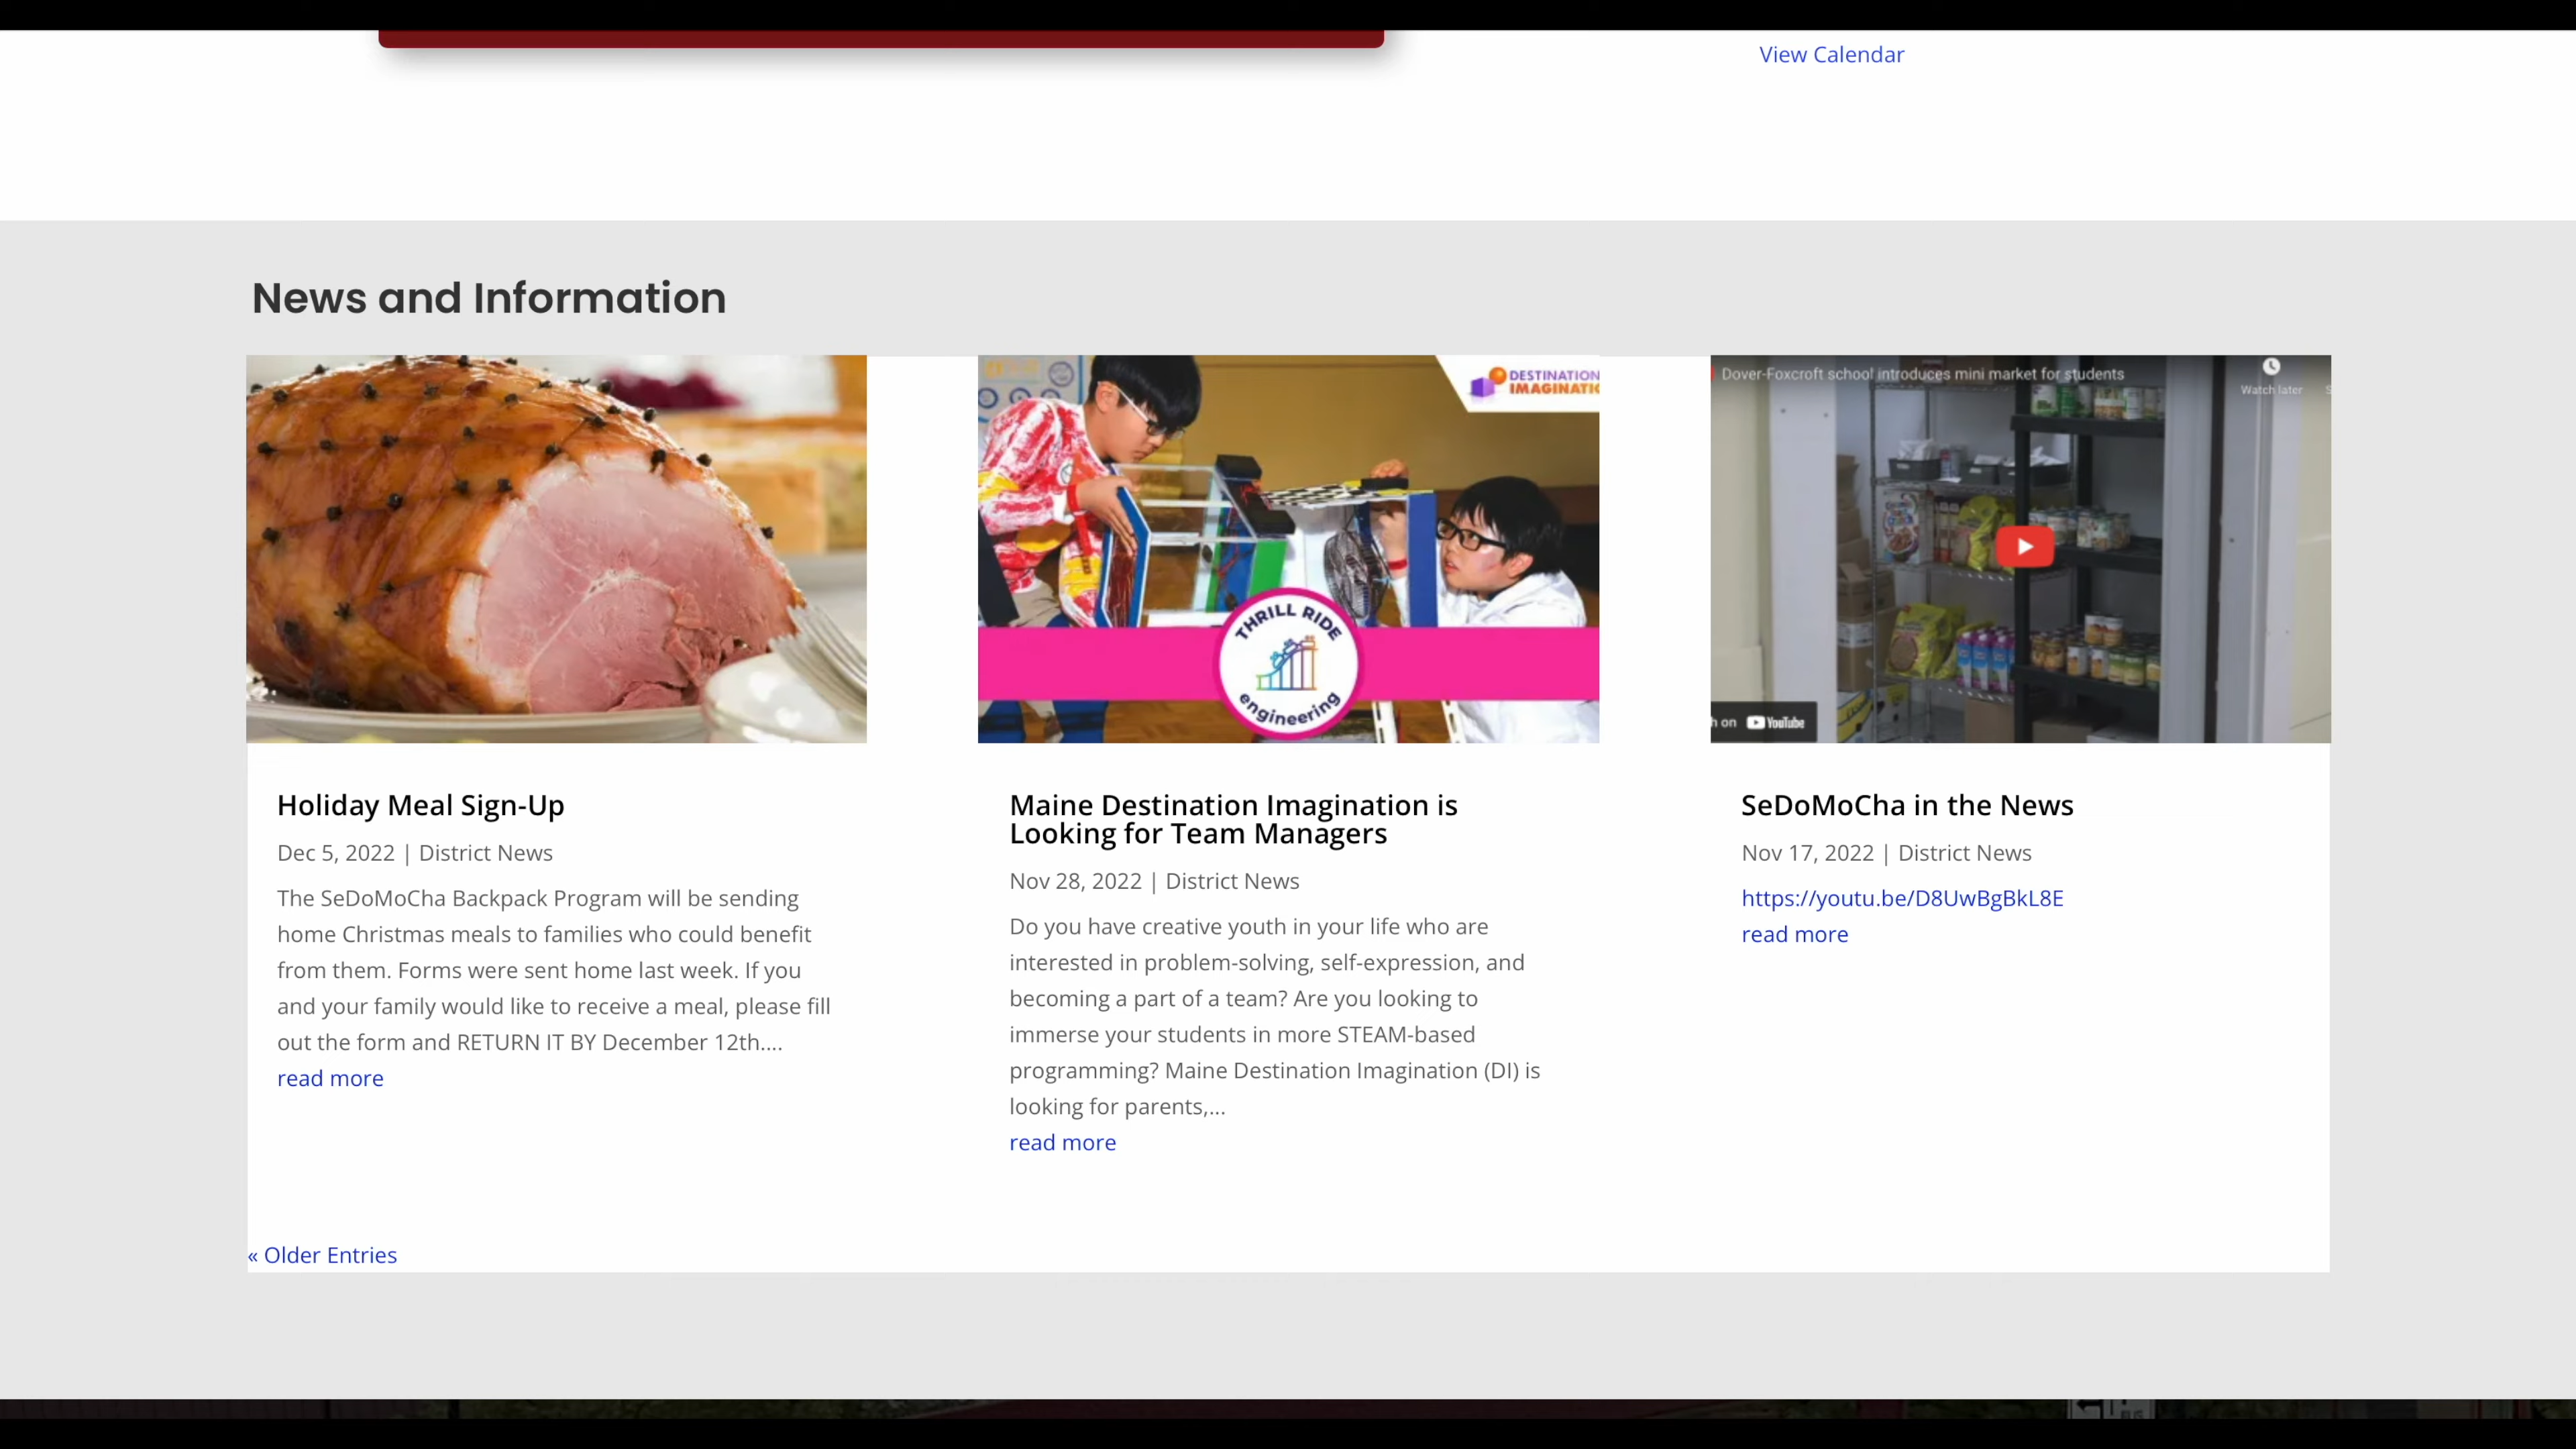 View Calendar
News and Information
DESTINATION
IMAGINATI
THRILL RIDE
engineering
Dover-Foxcroft school introduces mini market for students
Watch later
h on YouTube
Holiday Meal Sign-Up
Dec 5, 2022 | District News
The SeDoMoCha Backpack Program will be sending
home Christmas meals to families who could benefit
from them. Forms were sent home last week. If you
and your family would like to receive a meal, please fill
out the form and RETURN IT BY December 12th....
read more
Maine Destination Imagination is
Looking for Team Managers
Nov 28, 2022 | District News
Do you have creative youth in your life who are
interested in problem-solving, self-expression, and
becoming a part of a team? Are you looking to
immerse your students in more STEAM-based
programming? Maine Destination Imagination (DI) is
looking for parents,...
read more
SeDoMoCha in the News
Nov 17, 2022 | District News
https://youtu.be/D8UwBgBkL8E
read more
« Older Entries